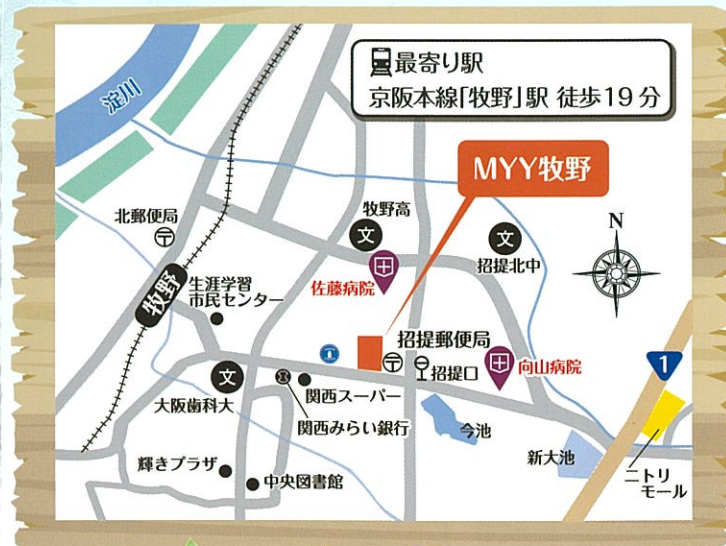 最寄り駅
京阪本線「牧野」駅 徒歩19分
MYY牧野
淀川
牧野高
文
文
招提北中
N
北郵便局
佐藤病院
牧野
生涯学習
市民センター
招提郵便局
招提口
向山病院
1
文
大阪歯科大
関西スーパー
関西みらい銀行
今池
新大池
ニトリ
モール
輝きプラザ
中央図書館